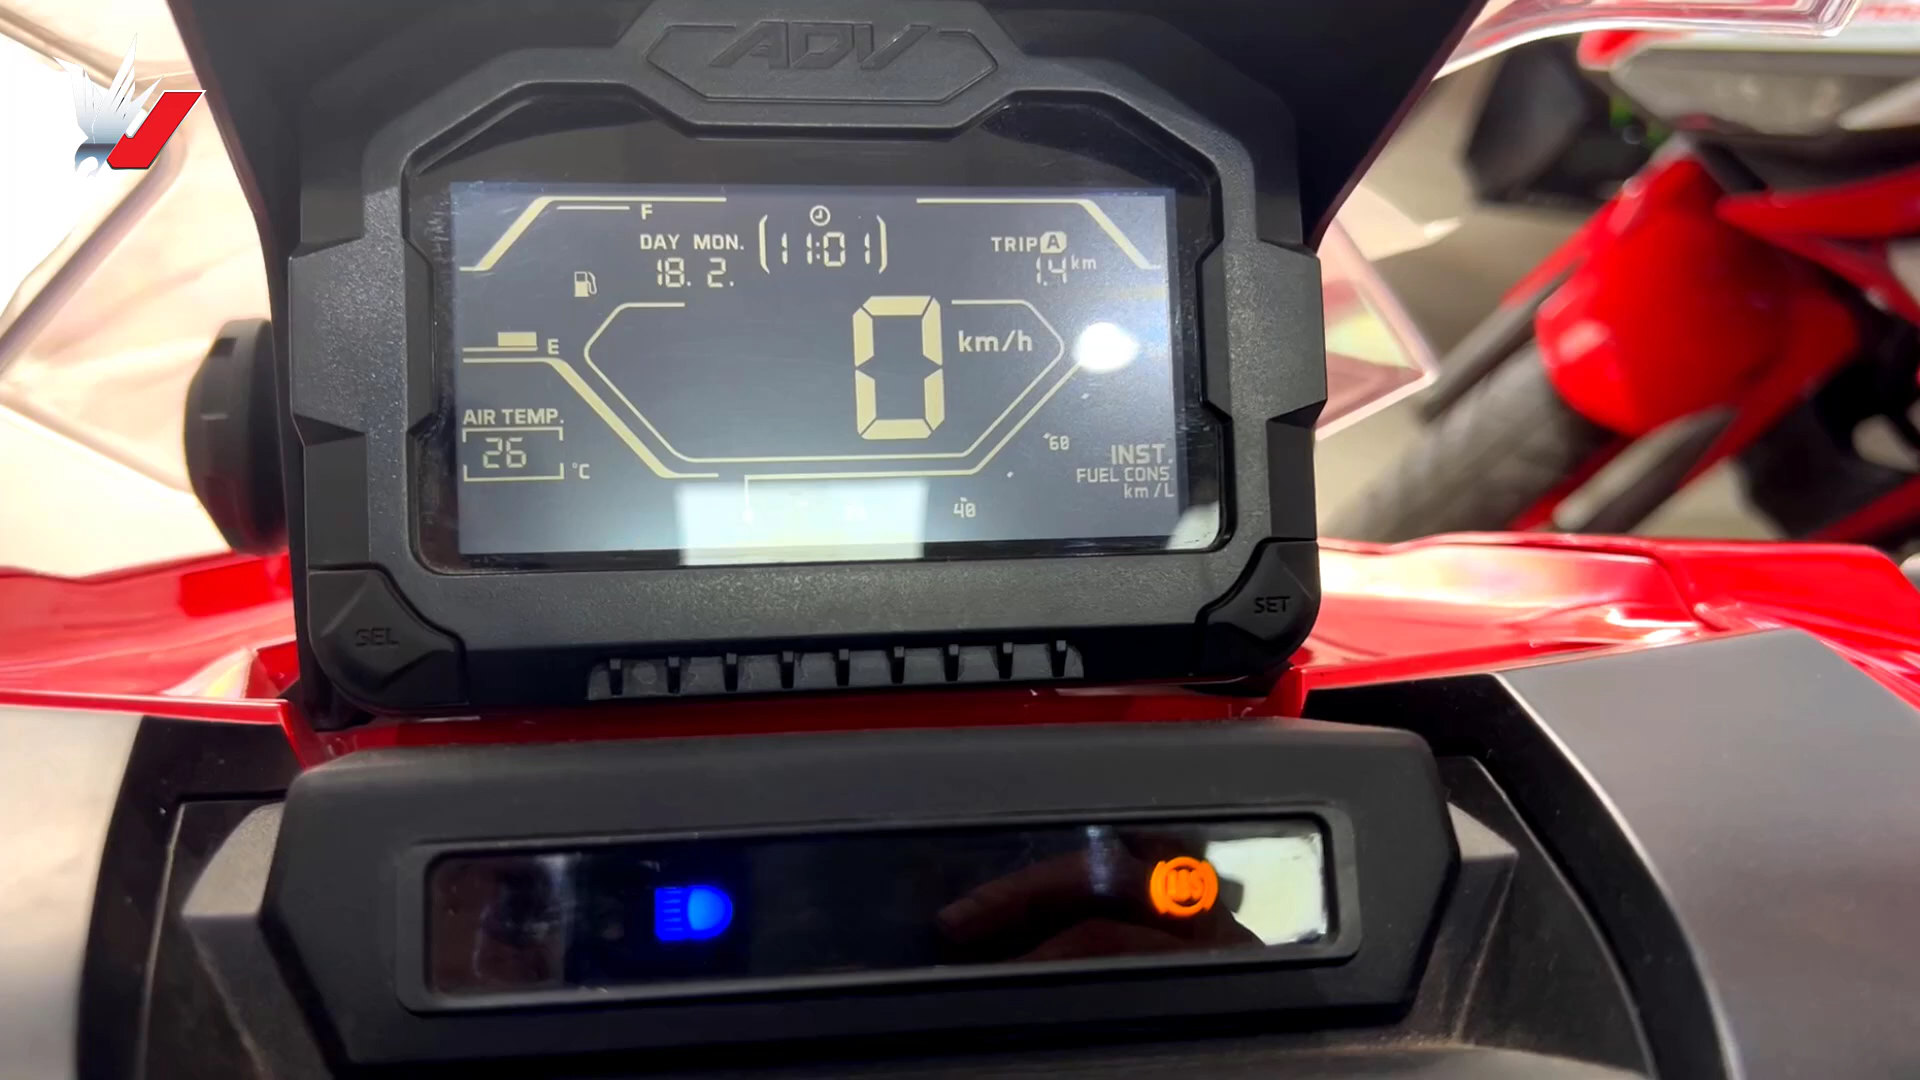 ADV
F
DAY MON.
18. 2.
11:01
TRIP A
1.4 km
0 km/h
E
AIR TEMP.
26 °C
60
40
INST.
FUEL CONS.
km/L
SEL
SET
ABS